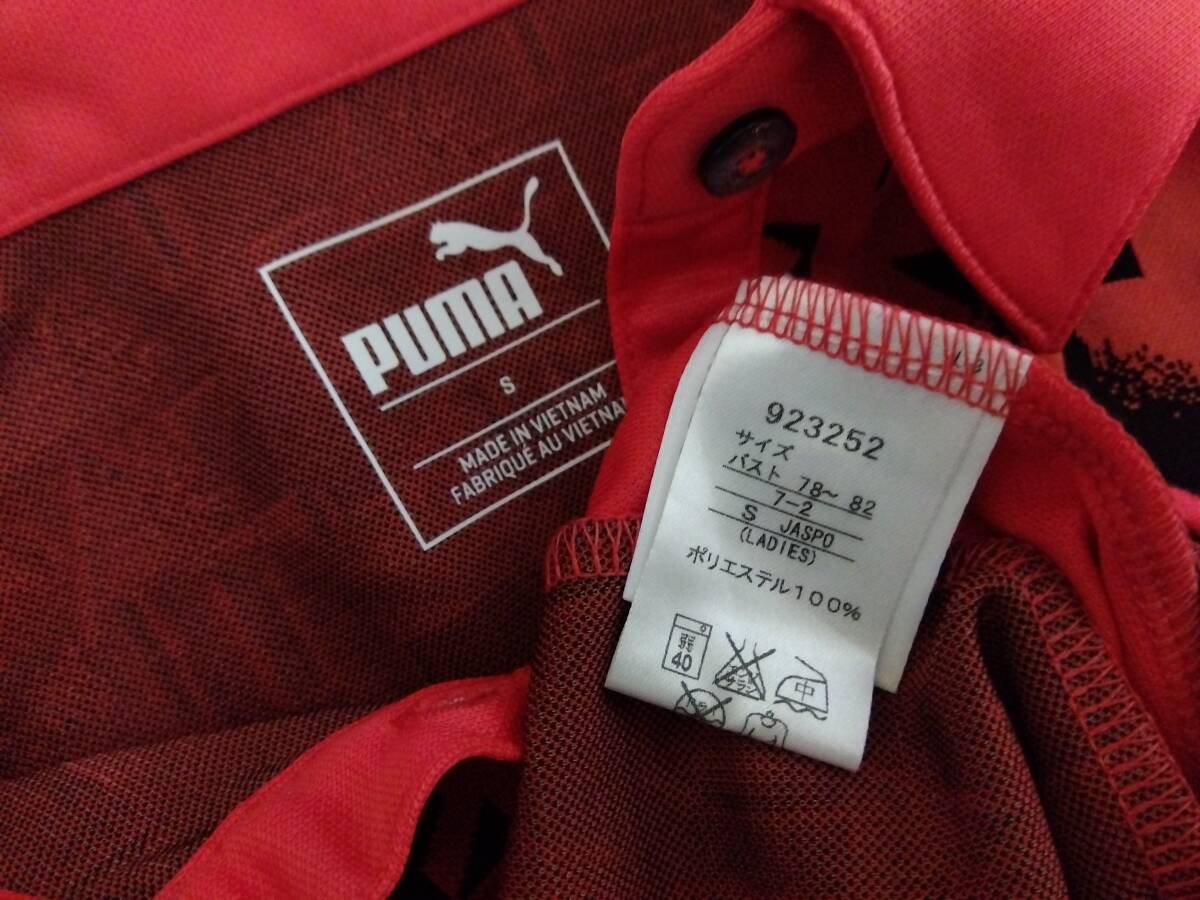 PUMA
S
MADE IN VIETNAM
FABRIQUÉ AU VIETNA
923252
サイズ
バスト 78~ 82
7-2
S JASPO
(LADIES)
ポリエステル100%
40
中